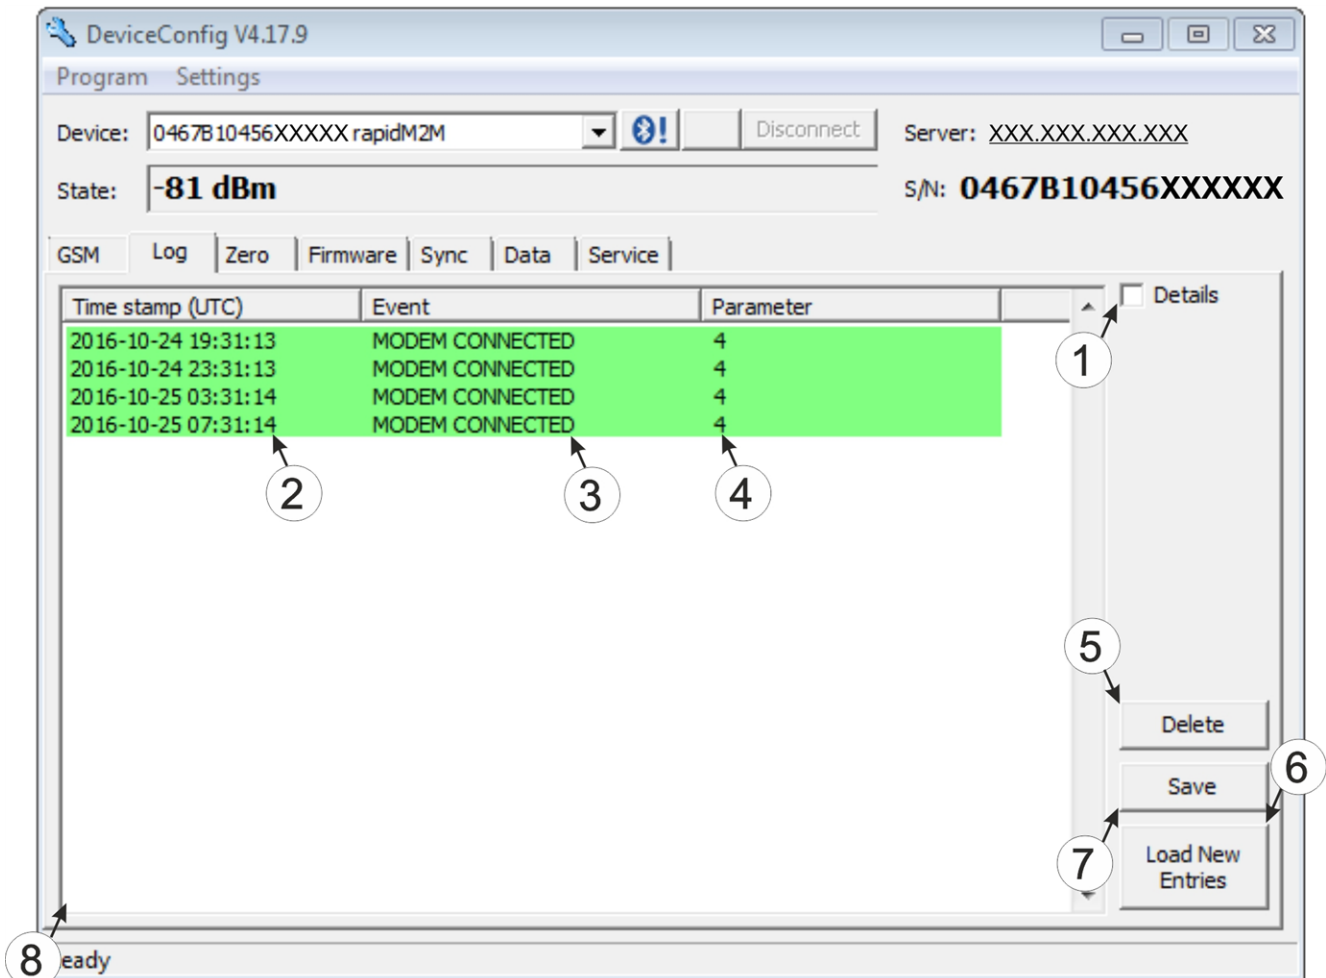 DeviceConfig V4.17.9
Program Settings
Device: 0467B10456XXXXX rapidM2M Disconnect Server: XXX.XXX.XXX.XXX
State: -81 dBm S/N: 0467B10456XXXXXX
GSM Log Zero Firmware Sync Data Service
Time stamp (UTC) Event Parameter Details
2016-10-24 19:31:13 MODEM CONNECTED 4
1
2016-10-24 23:31:13 MODEM CONNECTED 4
2016-10-25 03:31:14 MODEM CONNECTED 4
2016-10-25 07:31:14 MODEM CONNECTED 4
2 3 4
5
Delete
6
Save
7
Load New
Entries
8 eady